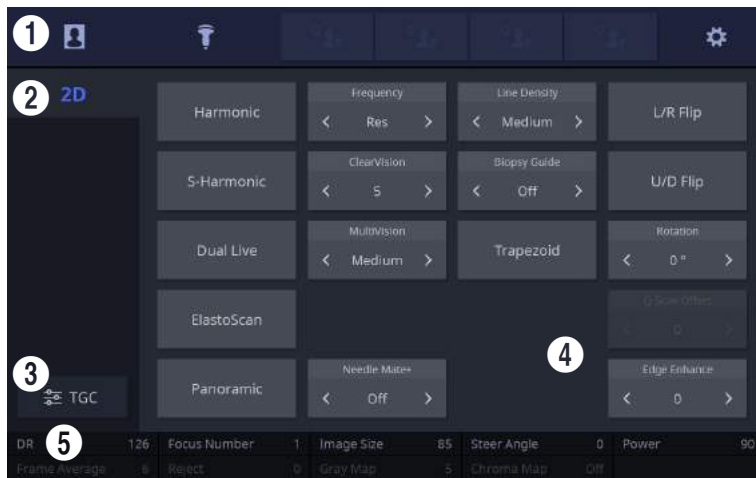 1
2 2D
Harmonic
Frequency
< Res >
Line Density
< Medium >
L/R Flip
S-Harmonic
ClearVision
< 5 >
Biopsy Guide
< Off >
U/D Flip
Dual Live
MultiVision
< Medium >
Trapezoid
Rotation
< 0° >
ElastoScan
4
Q Scan Offset
< 0 >
3
TGC
Panoramic
Needle Mate+
< Off >
Edge Enhance
< 0 >
5
DR 126 Focus Number 1 Image Size 85 Steer Angle 0 Power 90
Frame Average 6 Reject 0 Gray Map 5 Chroma Map Off